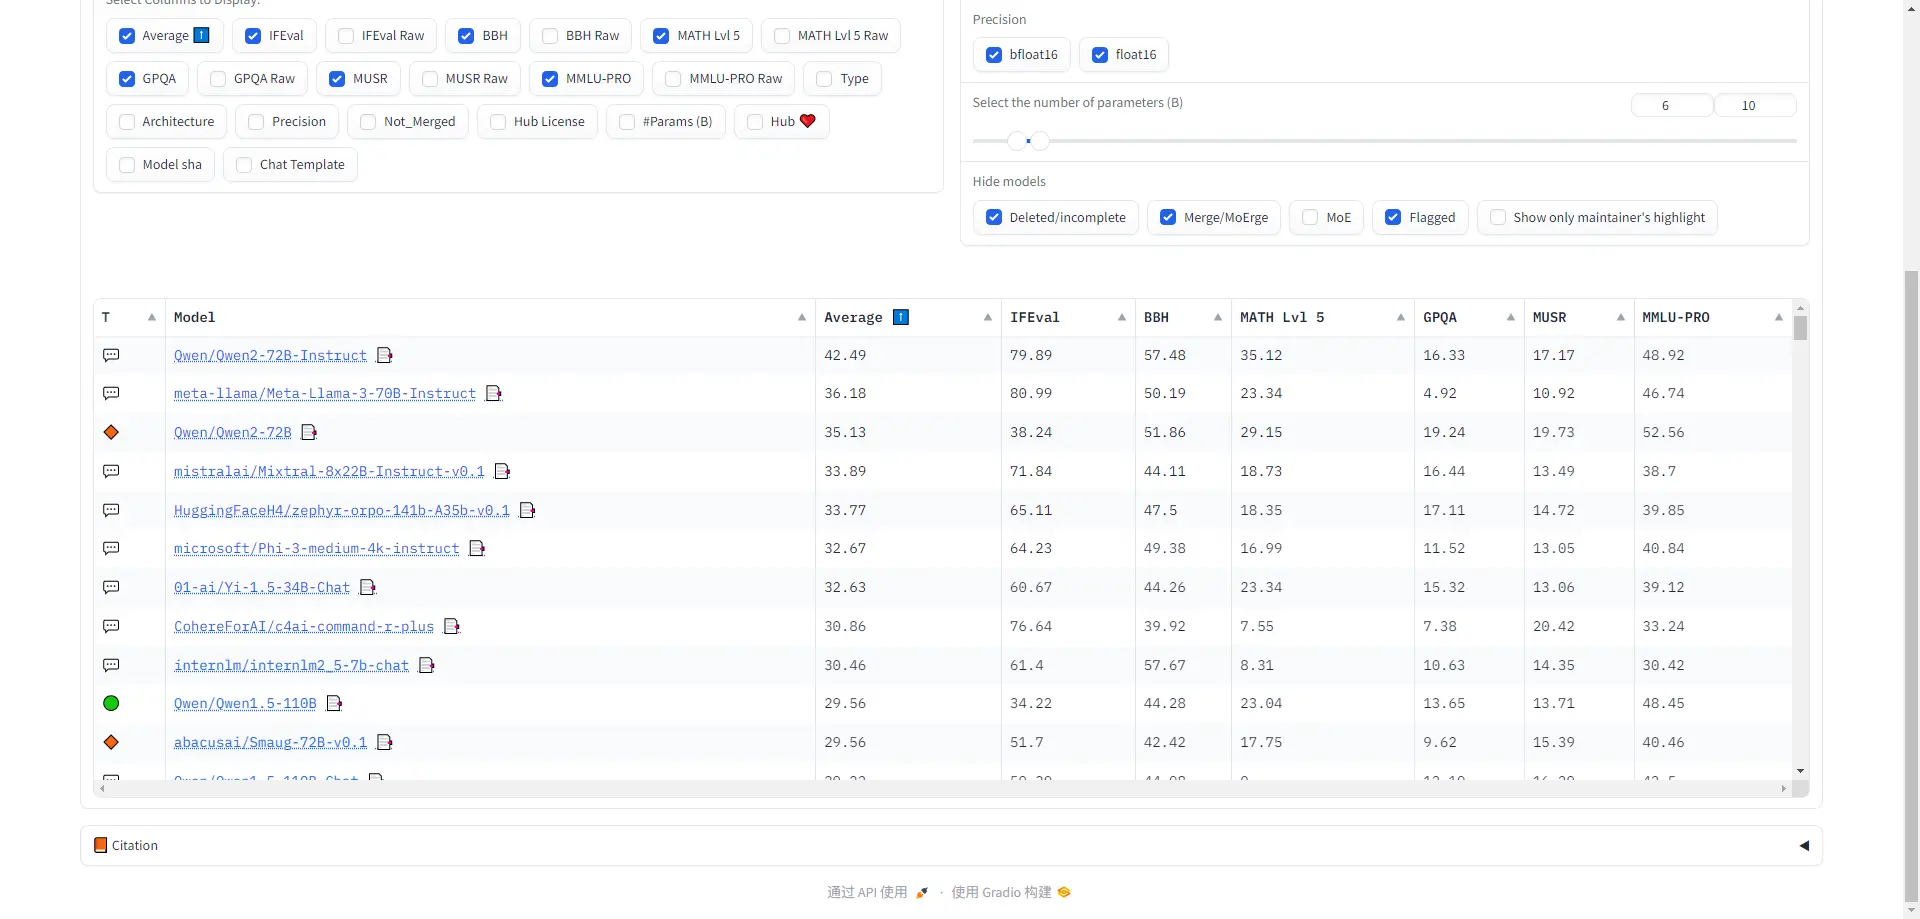 Select Columns to Display:
Average IFEval IFEval Raw BBH BBH Raw MATH Lvl 5 MATH Lvl 5 Raw
GPQA GPQA Raw MUSR MUSR Raw MMLU-PRO MMLU-PRO Raw Type
Architecture Precision Not_Merged Hub License #Params (B) Hub ❤️
Model sha Chat Template
Precision
bfloat16 float16
Select the number of parameters (B) 6 10
Hide models
Deleted/incomplete Merge/MoErge MoE Flagged Show only maintainer's highlight
T Model Average IFEval BBH MATH Lvl 5 GPQA MUSR MMLU-PRO
Qwen/Qwen2-72B-Instruct 42.49 79.89 57.48 35.12 16.33 17.17 48.92
meta-llama/Meta-Llama-3-70B-Instruct 36.18 80.99 50.19 23.34 4.92 10.92 46.74
Qwen/Qwen2-72B 35.13 38.24 51.86 29.15 19.24 19.73 52.56
mistralai/Mixtral-8x22B-Instruct-v0.1 33.89 71.84 44.11 18.73 16.44 13.49 38.7
HuggingFaceH4/zephyr-orpo-141b-A35b-v0.1 33.77 65.11 47.5 18.35 17.11 14.72 39.85
microsoft/Phi-3-medium-4k-instruct 32.67 64.23 49.38 16.99 11.52 13.05 40.84
01-ai/Yi-1.5-34B-Chat 32.63 60.67 44.26 23.34 15.32 13.06 39.12
CohereForAI/c4ai-command-r-plus 30.86 76.64 39.92 7.55 7.38 20.42 33.24
internlm/internlm2_5-7b-chat 30.46 61.4 57.67 8.31 10.63 14.35 30.42
Qwen/Qwen1.5-110B 29.56 34.22 44.28 23.04 13.65 13.71 48.45
abacusai/Smaug-72B-v0.1 29.56 51.7 42.42 17.75 9.62 15.39 40.46
Qwen/Qwen1.5-110B-Chat
Citation
通过 API 使用 · 使用 Gradio 构建